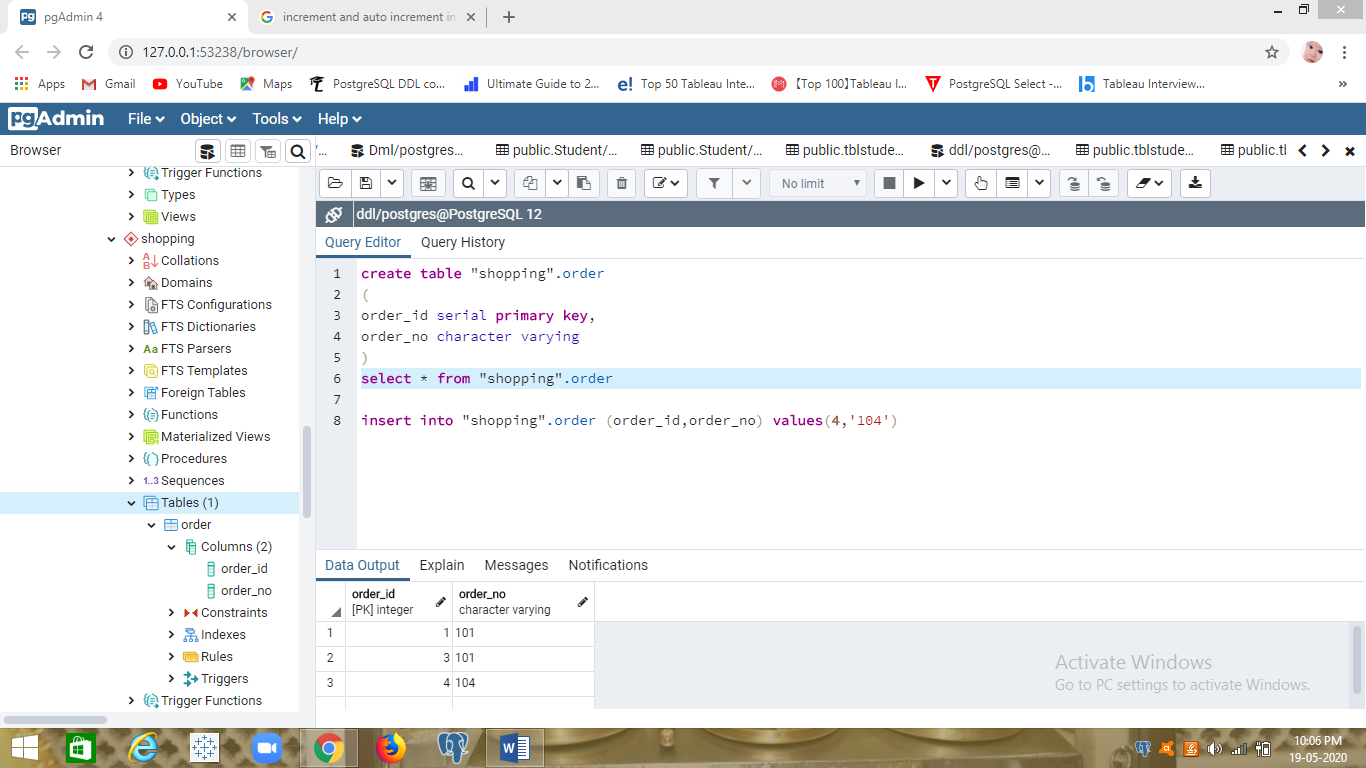 pgAdmin 4
increment and auto increment in
127.0.0.1:53238/browser/
Apps Gmail YouTube Maps PostgreSQL DDL co... Ultimate Guide to 2... Top 50 Tableau Inte... 【Top 100】Tableau I... PostgreSQL Select -... Tableau Interview... »
pgAdmin File Object Tools Help
Browser
/... Dml/postgres... public.Student/... public.Student/... public.tblstude... ddl/postgres@... public.tblstude... public.tl
Trigger Functions
Types
Views
shopping
Collations
Domains
FTS Configurations
FTS Dictionaries
FTS Parsers
FTS Templates
Foreign Tables
Functions
Materialized Views
Procedures
1..3 Sequences
Tables (1)
order
Columns (2)
order_id
order_no
Constraints
Indexes
Rules
Triggers
Trigger Functions
No limit
ddl/postgres@PostgreSQL 12
Query Editor Query History
1 create table "shopping".order
2 (
3 order_id serial primary key,
4 order_no character varying
5 )
6 select * from "shopping".order
7
8 insert into "shopping".order (order_id,order_no) values(4,'104')
Data Output Explain Messages Notifications
order_id order_no
[PK] integer character varying
1 1 101
2 3 101
3 4 104
Activate Windows
Go to PC settings to activate Windows.
10:06 PM
19-05-2020